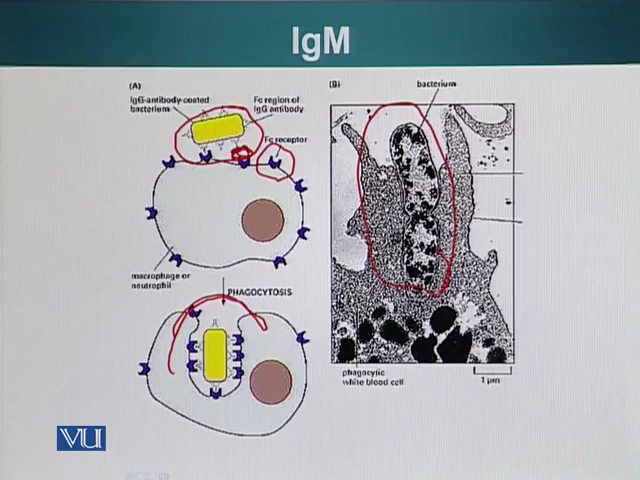 IgM
(A)
IgG-antibody-coated
bacterium
Fc region of
IgG antibody
Fc receptor
macrophage or
neutrophil
PHAGOCYTOSIS
(B)
bacterium
phagocytic
white blood cell
1 μm
VU